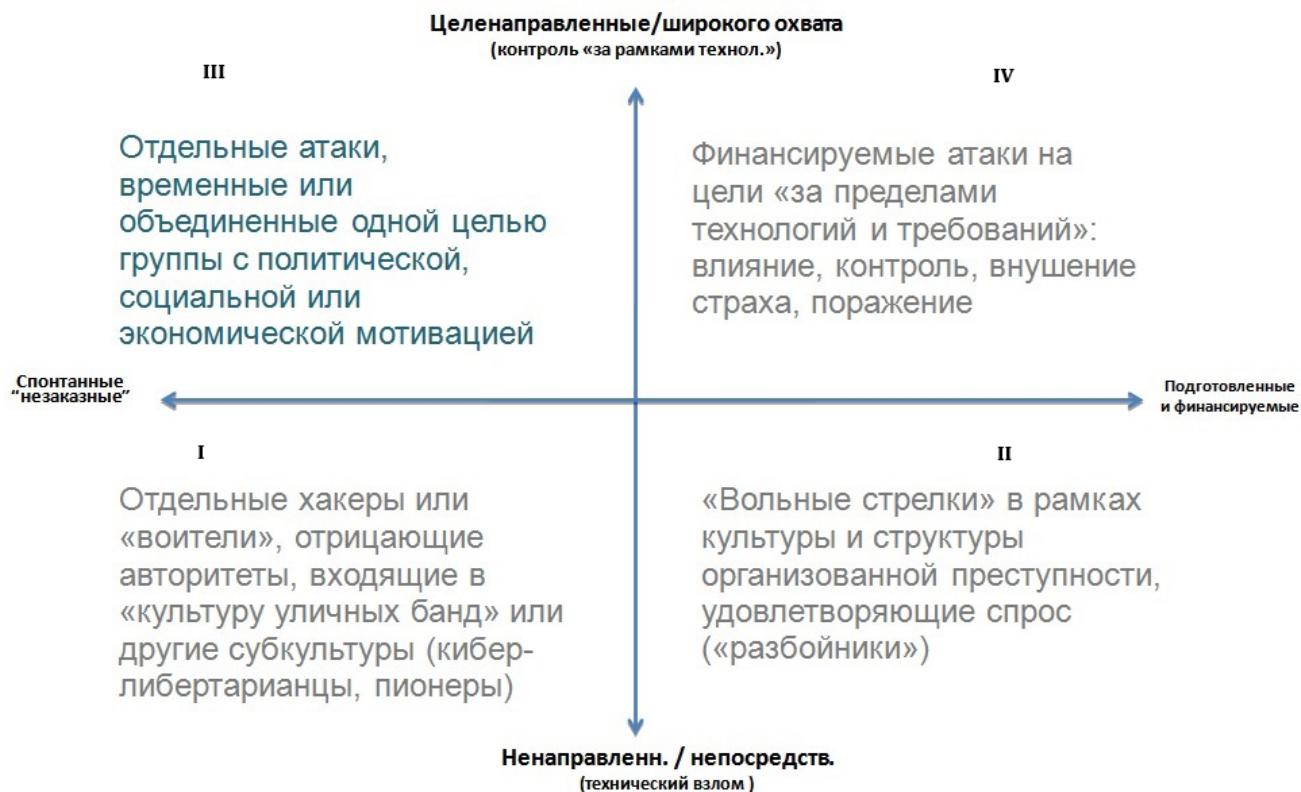 Целенаправленные/широкого охвата
(контроль «за рамками технол.»)
III
Отдельные атаки,
временные или
объединенные одной целью
группы с политической,
социальной или
экономической мотивацией
IV
Финансируемые атаки на
цели «за пределами
технологий и требований»:
влияние, контроль, внушение
страха, поражение
Спонтанные
“незаказные”
Подготовленные
и финансируемые
I
Отдельные хакеры или
«воители», отрицающие
авторитеты, входящие в
«культуру уличных банд» или
другие субкультуры (кибер-
либертарианцы, пионеры)
II
«Вольные стрелки» в рамках
культуры и структуры
организованной преступности,
удовлетворяющие спрос
(«разбойники»)
Ненаправленн. / непосредств.
(технический взлом )